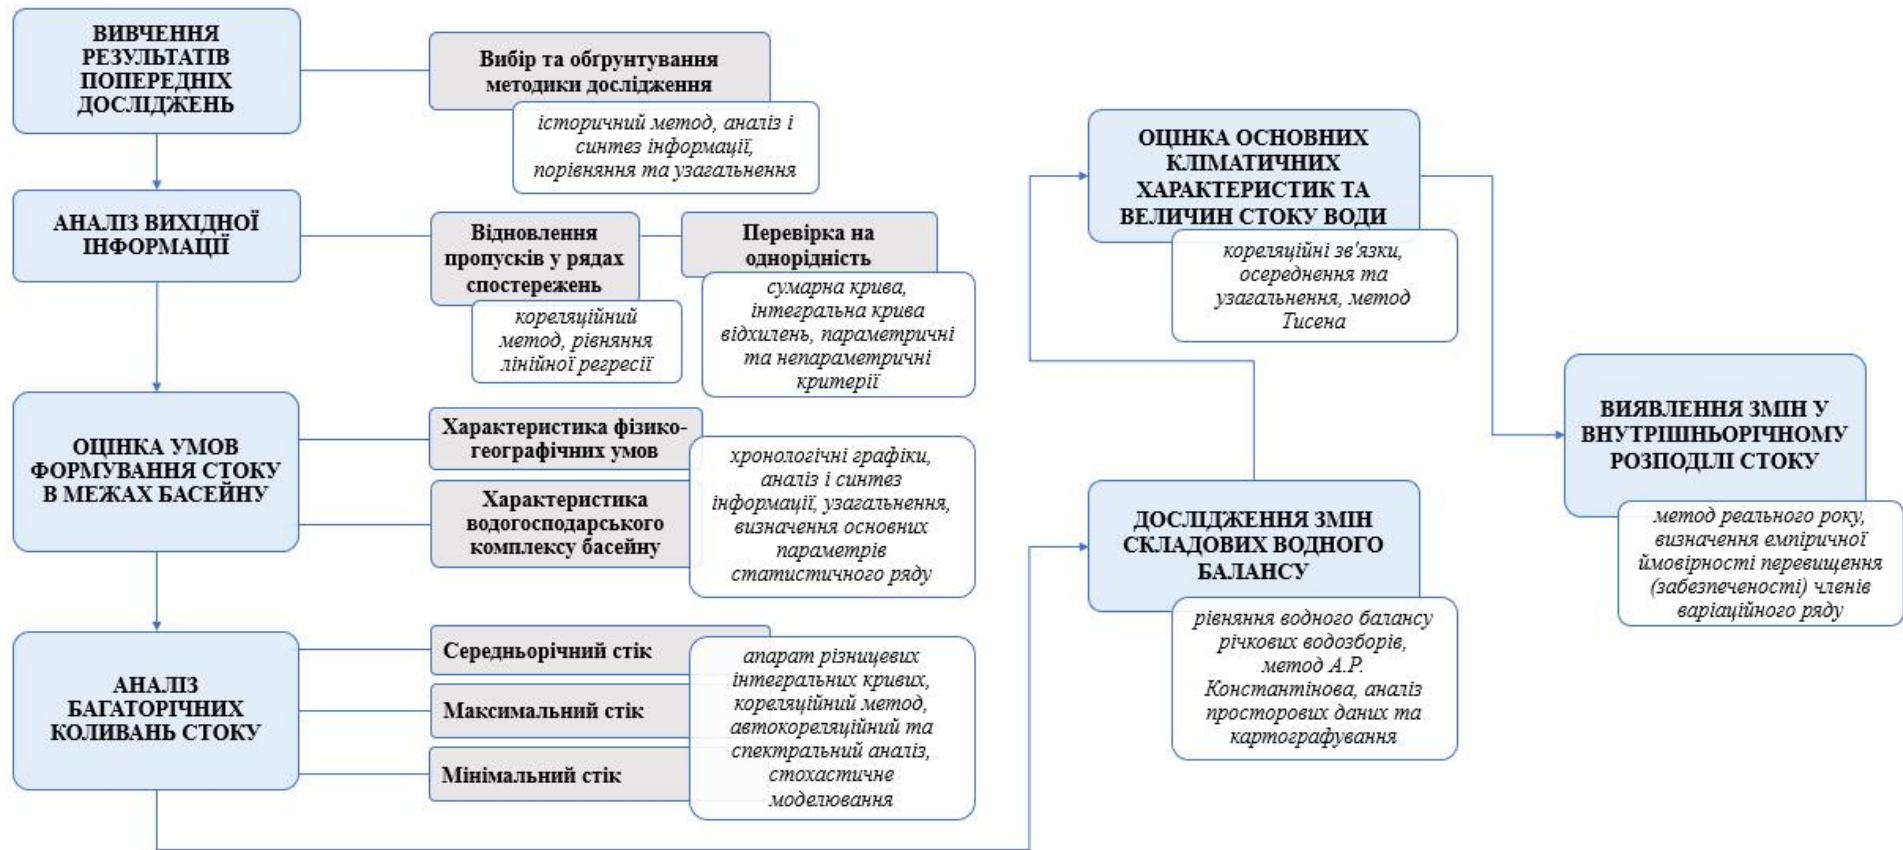 ВИВЧЕННЯ
РЕЗУЛЬТАТІВ
ПОПЕРЕДНІХ
ДОСЛІДЖЕНЬ
Вибір та обґрунтування
методики дослідження
історичний метод, аналіз і
синтез інформації,
порівняння та узагальнення
АНАЛІЗ ВИХІДНОЇ
ІНФОРМАЦІЇ
Відновлення
пропусків у рядах
спостережень
кореляційний
метод, рівняння
лінійної регресії
Перевірка на
однорідність
сумарна крива,
інтегральна крива
відхилень, параметричні
та непараметричні
критерії
ОЦІНКА УМОВ
ФОРМУВАННЯ СТОКУ
В МЕЖАХ БАСЕЙНУ
Характеристика фізико-
географічних умов
Характеристика
водогосподарського
комплексу басейну
хронологічні графіки,
аналіз і синтез
інформації, узагальнення,
визначення основних
параметрів
статистичного ряду
АНАЛІЗ
БАГАТОРІЧНИХ
КОЛИВАНЬ СТОКУ
Середньорічний стік
Максимальний стік
Мінімальний стік
апарат різницевих
інтегральних кривих,
кореляційний метод,
автокореляційний та
спектральний аналіз,
стохастичне
моделювання
ДОСЛІДЖЕННЯ ЗМІН
СКЛАДОВИХ ВОДНОГО
БАЛАНСУ
рівняння водного балансу
річкових водозборів,
метод А.Р.
Константінова, аналіз
просторових даних та
картографування
ОЦІНКА ОСНОВНИХ
КЛІМАТИЧНИХ
ХАРАКТЕРИСТИК ТА
ВЕЛИЧИН СТОКУ ВОДИ
кореляційні зв'язки,
осереднення та
узагальнення, метод
Тисена
ВИЯВЛЕННЯ ЗМІН У
ВНУТРІШНЬОРІЧНОМУ
РОЗПОДІЛІ СТОКУ
метод реального року,
визначення емпіричної
ймовірності перевищення
(забезпеченості) членів
варіаційного ряду